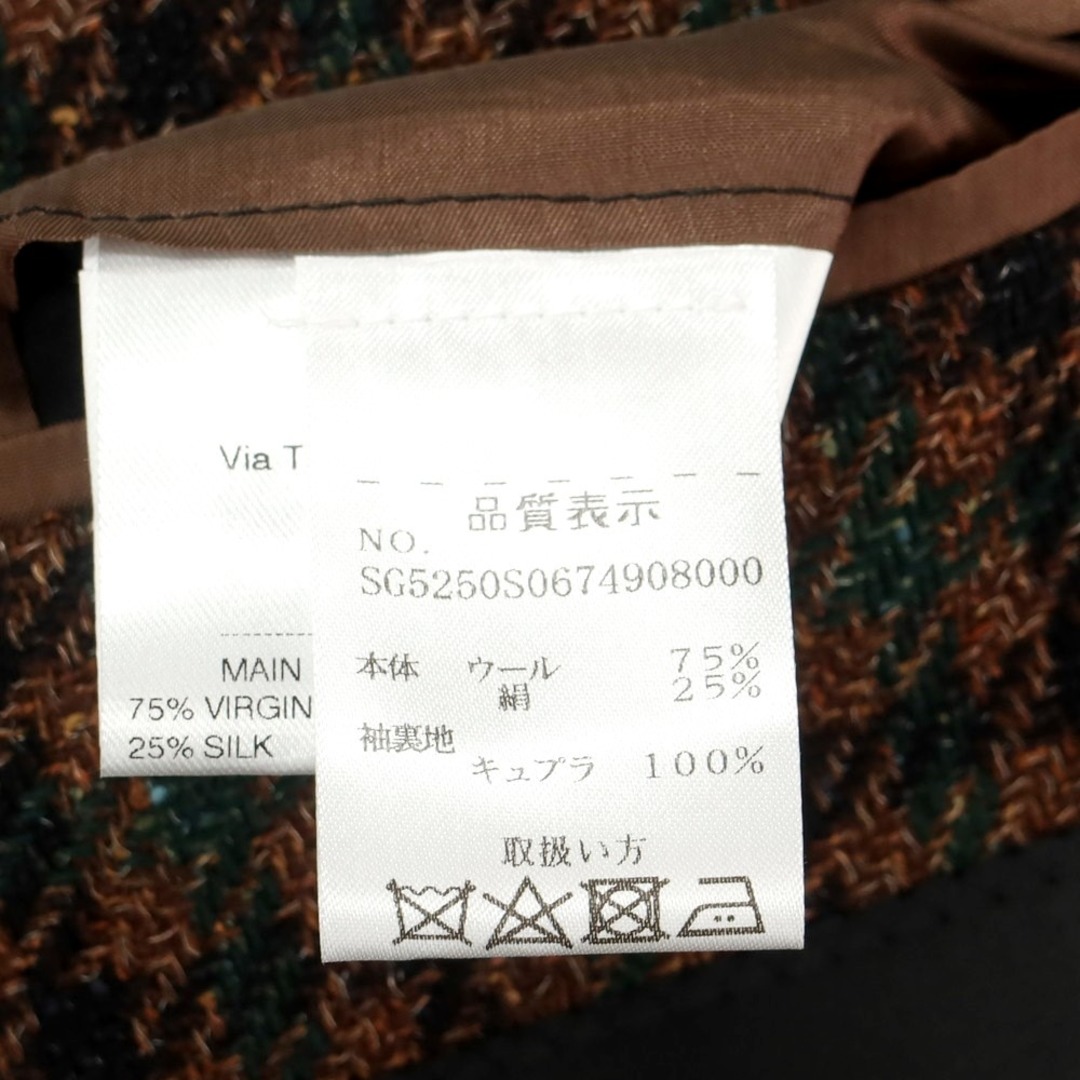 Via T
MAIN
75% VIRGIN
25% SILK
品質表示
NO.
SG5250S0674908000
本体 ウール 75%
絹 25%
袖裏地
キュプラ 100%
取扱い方